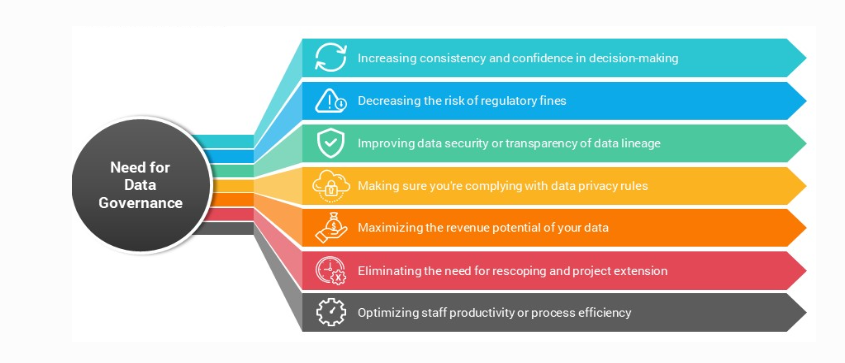 Need for
Data
Governance
Increasing consistency and confidence in decision-making
Decreasing the risk of regulatory fines
Improving data security or transparency of data lineage
Making sure you're complying with data privacy rules
Maximizing the revenue potential of your data
Eliminating the need for rescoping and project extension
Optimizing staff productivity or process efficiency